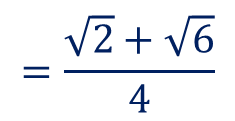 = (√2 + √6) / 4